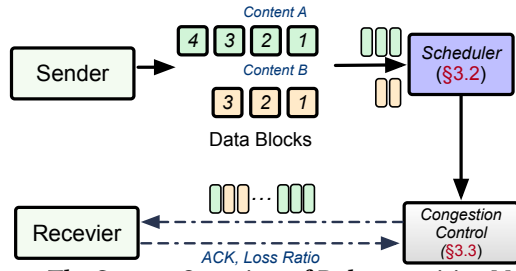 Content A
4 3 2 1
Sender
Content B
3 2 1
Data Blocks
Scheduler
(§3.2)
...
Recevier
ACK, Loss Ratio
Congestion
Control
(§3.3)